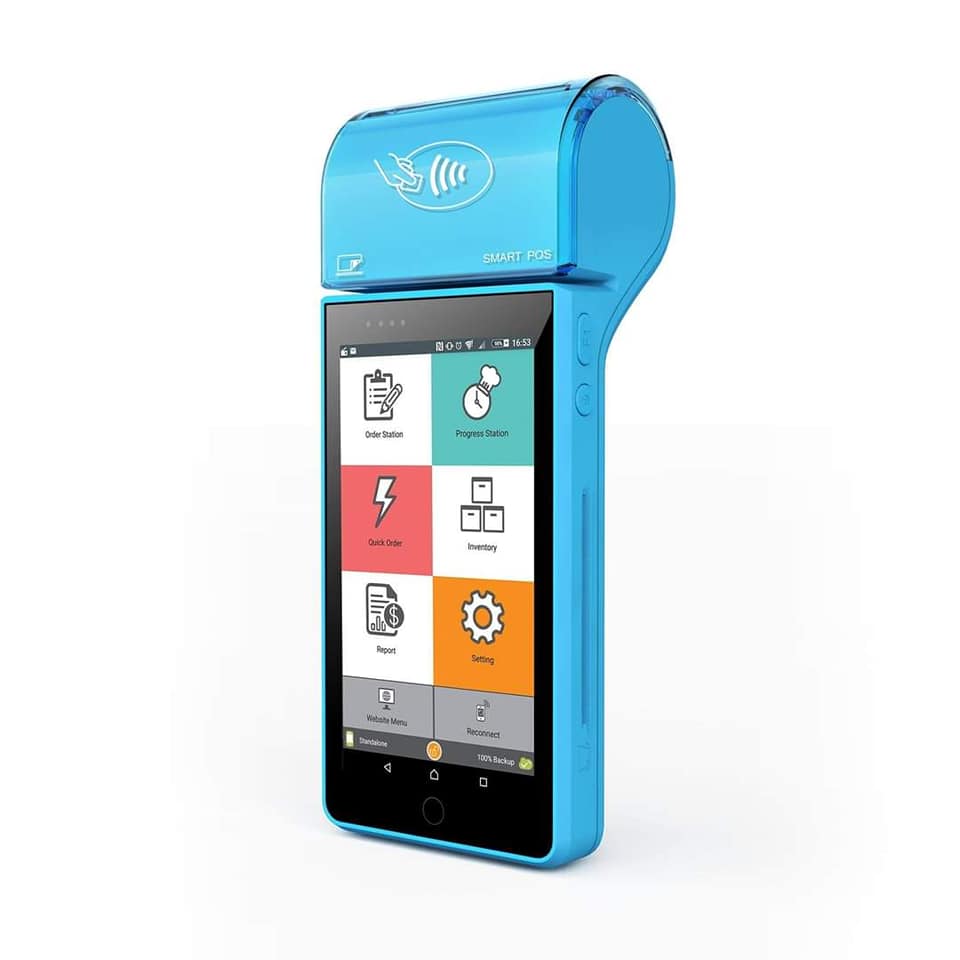 SMART POS
16:53
Order Station
Progress Station
Quick Order
Inventory
Report
Setting
Website Menu
Reconnect
Standalone
100% Backup